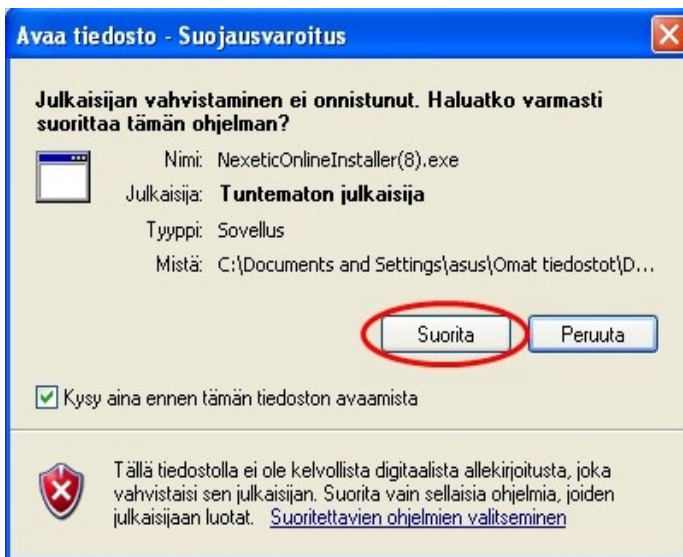 Avaa tiedosto - Suojausvaroitus
Julkaisijan vahvistaminen ei onnistunut. Haluatko varmasti
suorittaa tämän ohjelman?
Nimi: NexeticOnlineInstaller(8).exe
Julkaisija: Tuntematon julkaisija
Tyyppi: Sovellus
Mistä: C:\Documents and Settings\asus\Omat tiedostot\D...
Suorita Peruuta
Kysy aina ennen tämän tiedoston avaamista
Tällä tiedostolla ei ole kelvollista digitaalista allekirjoitusta, joka
vahvistaisi sen julkaisijan. Suorita vain sellaisia ohjelmia, joiden
julkaisijaan luotat. Suoritettavien ohjelmien valitseminen